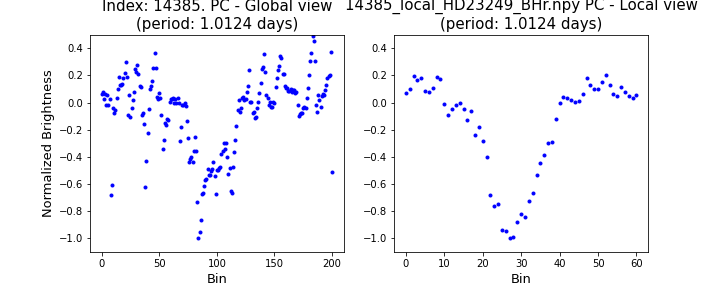 Index: 14385. PC - Global view
(period: 1.0124 days)
14385_local_HD23249_BHr.npy PC - Local view
(period: 1.0124 days)
Normalized Brightness
0.4
0.2
0.0
−0.2
−0.4
−0.6
−0.8
−1.0
0 50 100 150 200
Bin
0.4
0.2
0.0
−0.2
−0.4
−0.6
−0.8
−1.0
0 10 20 30 40 50 60
Bin